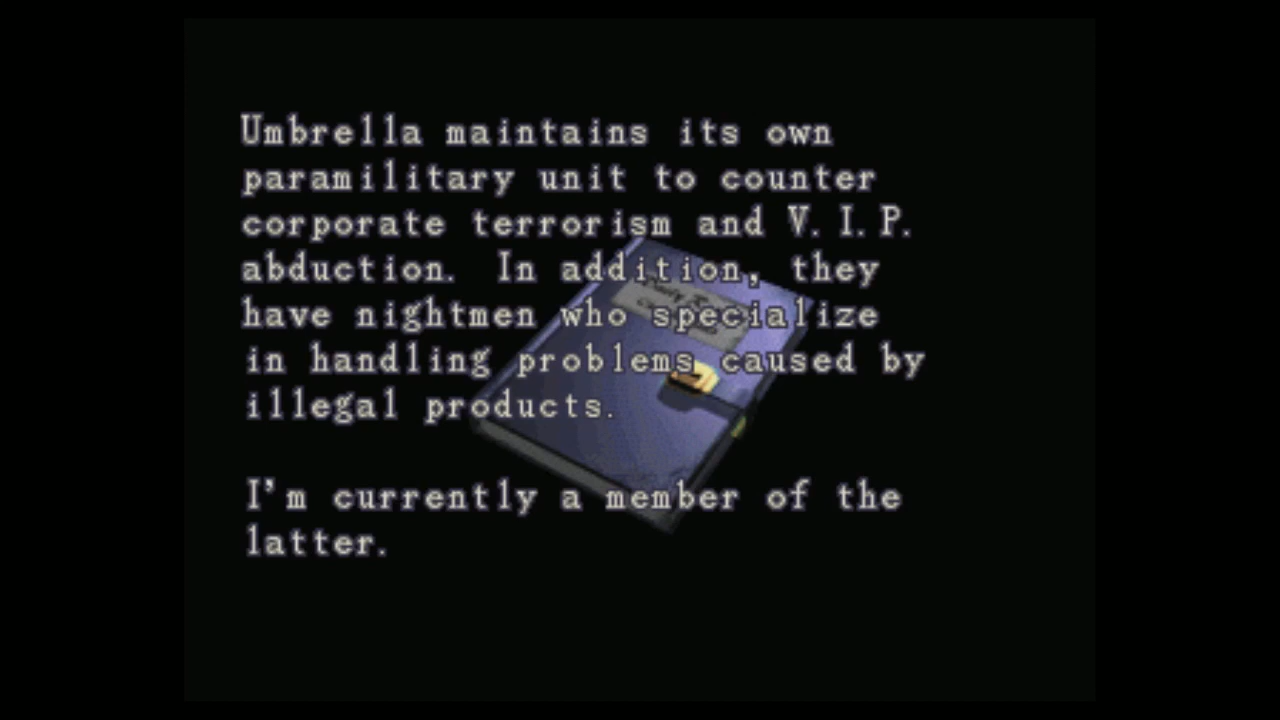 Umbrella maintains its own
paramilitary unit to counter
corporate terrorism and V.I.P.
abduction. In addition, they
have nightmen who specialize
in handling problems caused by
illegal products.
I'm currently a member of the
latter.